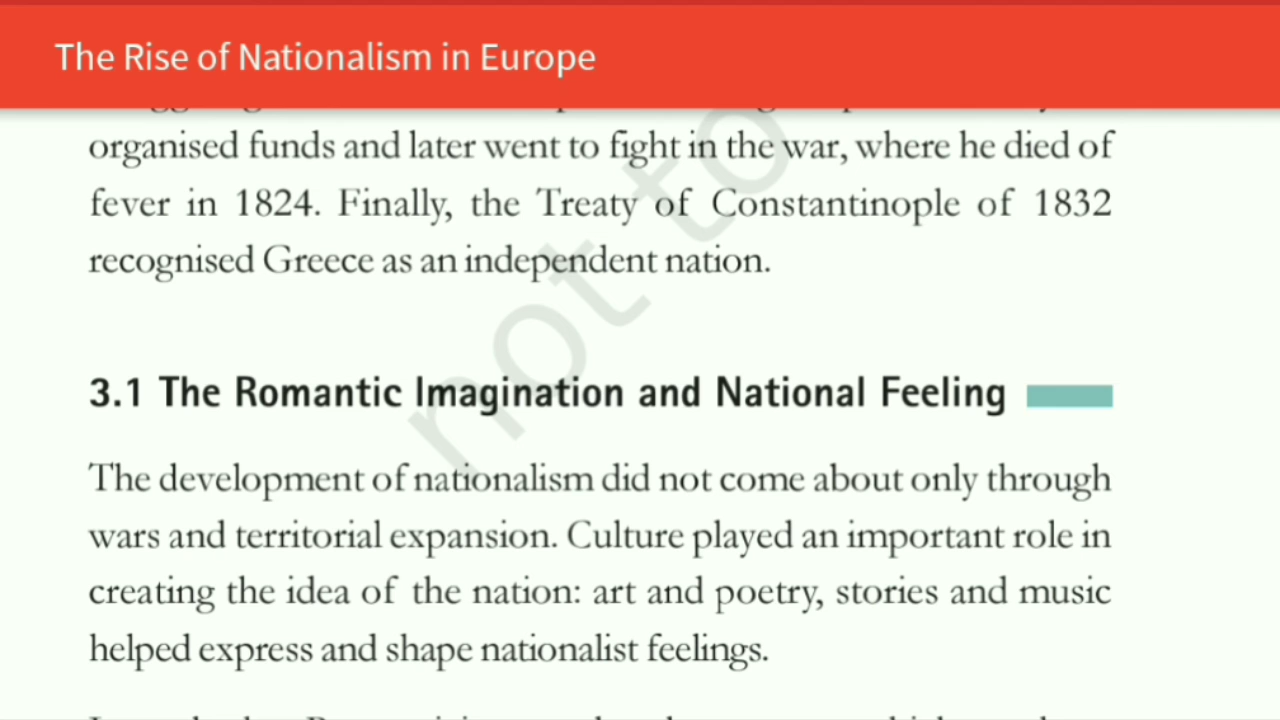 The Rise of Nationalism in Europe
organised funds and later went to fight in the war, where he died of
fever in 1824. Finally, the Treaty of Constantinople of 1832
recognised Greece as an independent nation.
not to
3.1 The Romantic Imagination and National Feeling
The development of nationalism did not come about only through
wars and territorial expansion. Culture played an important role in
creating the idea of the nation: art and poetry, stories and music
helped express and shape nationalist feelings.